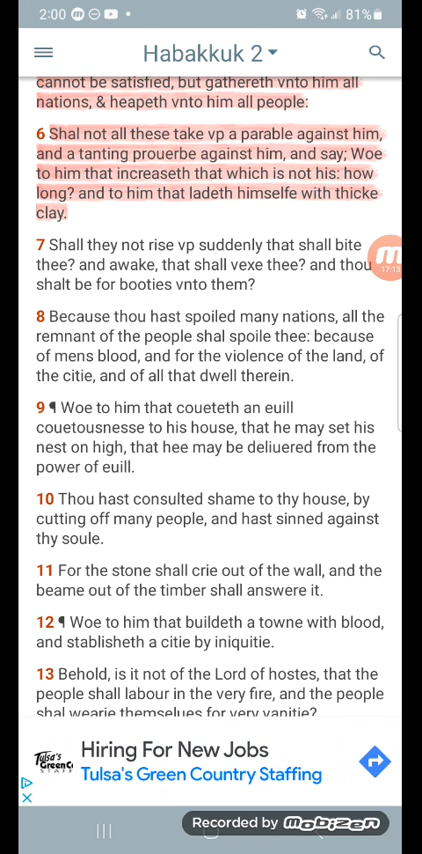 2:00
81%
Habakkuk 2
cannot be satisfied, but gathereth vnto him all
nations, & heapeth vnto him all people:
6 Shal not all these take vp a parable against him,
and a tanting prouerbe against him, and say; Woe
to him that increaseth that which is not his: how
long? and to him that ladeth himselfe with thicke
clay.
7 Shall they not rise vp suddenly that shall bite
thee? and awake, that shall vexe thee? and thou
shalt be for booties vnto them?
17:13
8 Because thou hast spoiled many nations, all the
remnant of the people shal spoile thee: because
of mens blood, and for the violence of the land, of
the citie, and of all that dwell therein.
9 ¶ Woe to him that coueteth an euill
couetousnesse to his house, that he may set his
nest on high, that hee may be deliuered from the
power of euill.
10 Thou hast consulted shame to thy house, by
cutting off many people, and hast sinned against
thy soule.
11 For the stone shall crie out of the wall, and the
beame out of the timber shall answere it.
12 ¶ Woe to him that buildeth a towne with blood,
and stablisheth a citie by iniquitie.
13 Behold, is it not of the Lord of hostes, that the
people shall labour in the very fire, and the people
shal wearie themselues for very vanitie?
Tulsa's
Green C
STAFF
Hiring For New Jobs
Tulsa's Green Country Staffing
Recorded by mobizen